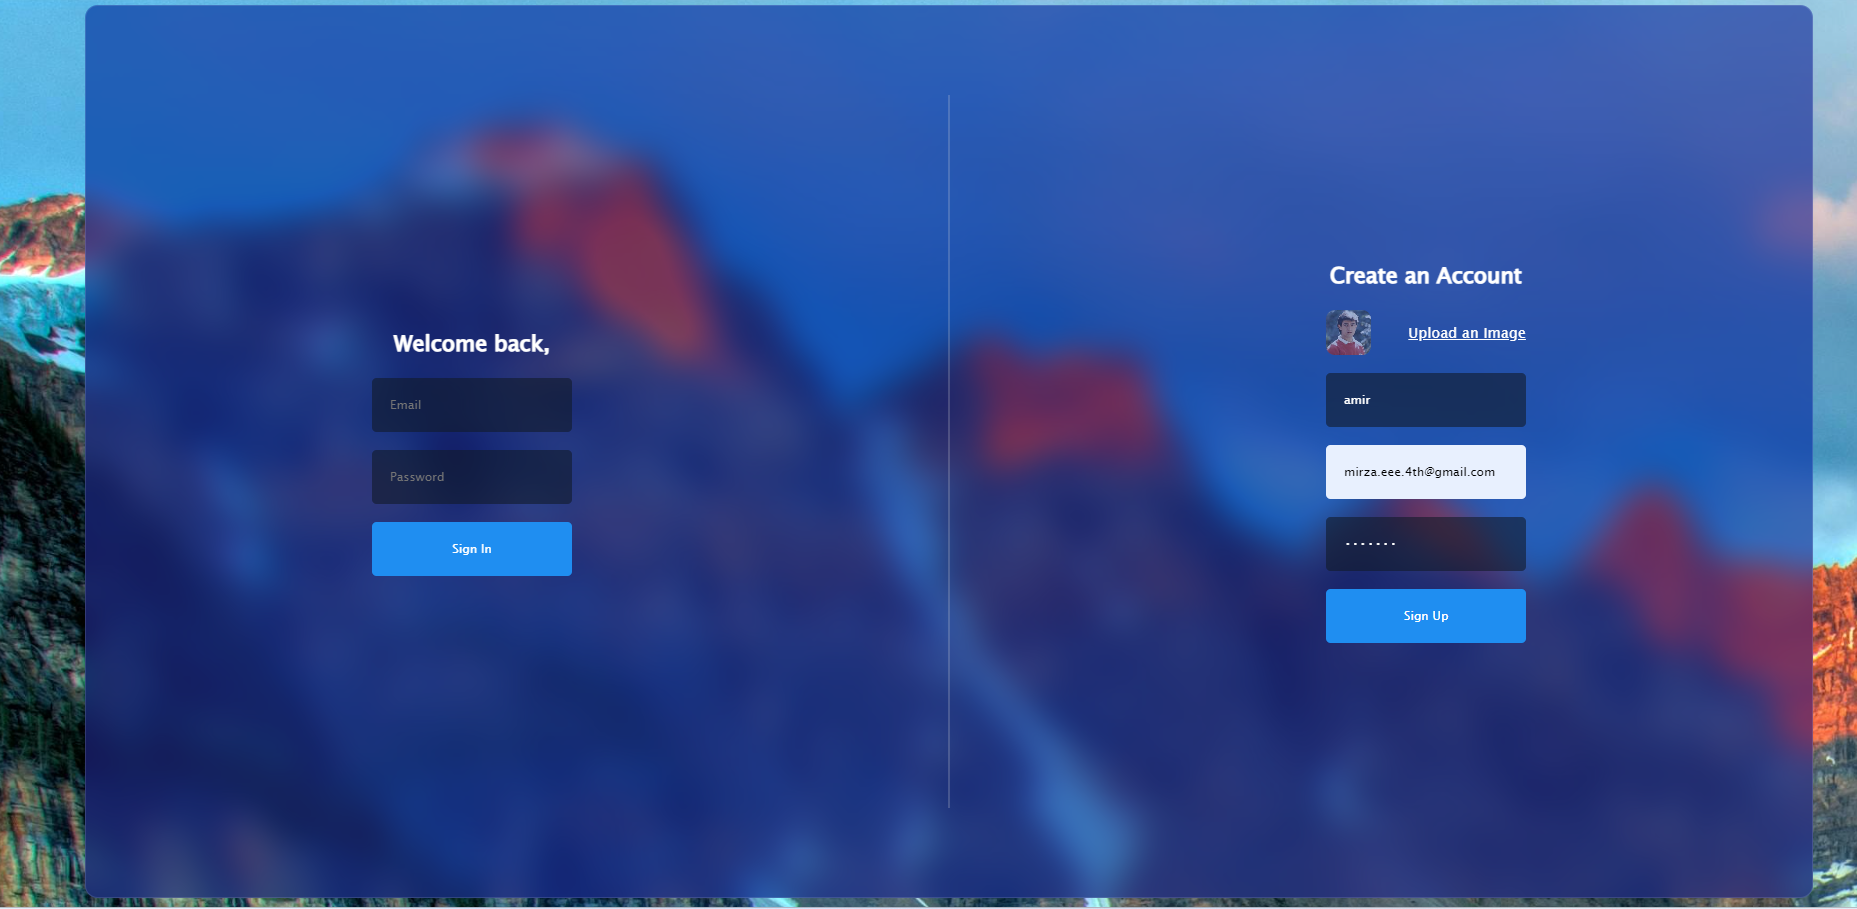 Welcome back,
Email
Password
Sign In
Create an Account
Upload an Image
amir
mirza.eee.4th@gmail.com
•••••••
Sign Up